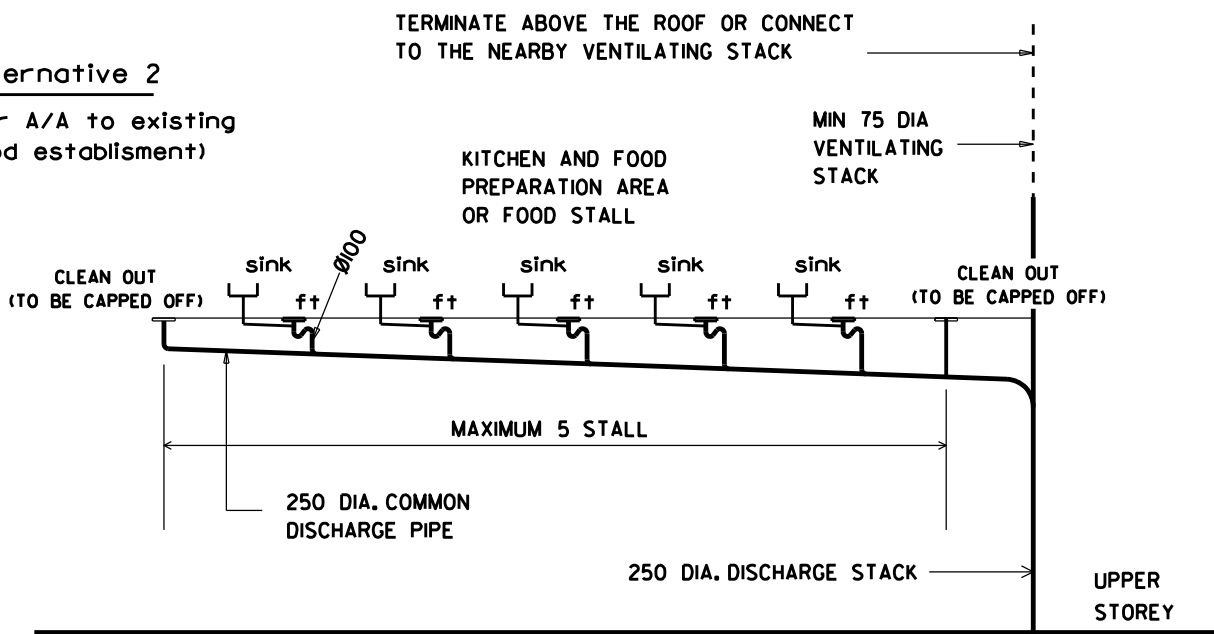 TERMINATE ABOVE THE ROOF OR CONNECT
TO THE NEARBY VENTILATING STACK
ernative 2
r A/A to existing
od establisment)
MIN 75 DIA
VENTILATING
STACK
KITCHEN AND FOOD
PREPARATION AREA
OR FOOD STALL
CLEAN OUT
(TO BE CAPPED OFF)
sink
Ø100
sink
sink
sink
sink
CLEAN OUT
(TO BE CAPPED OFF)
ft
ft
ft
ft
ft
MAXIMUM 5 STALL
250 DIA. COMMON
DISCHARGE PIPE
250 DIA. DISCHARGE STACK
UPPER
STOREY